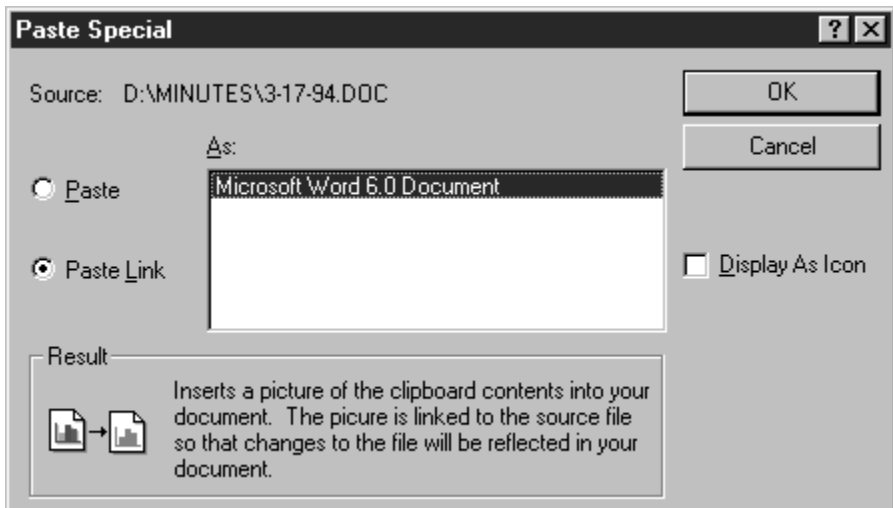 Paste Special
Source: D:\MINUTES\3-17-94.DOC
OK
As:
Cancel
Paste
Microsoft Word 6.0 Document
Paste Link
Display As Icon
Result
Inserts a picture of the clipboard contents into your
document. The picure is linked to the source file
so that changes to the file will be reflected in your
document.